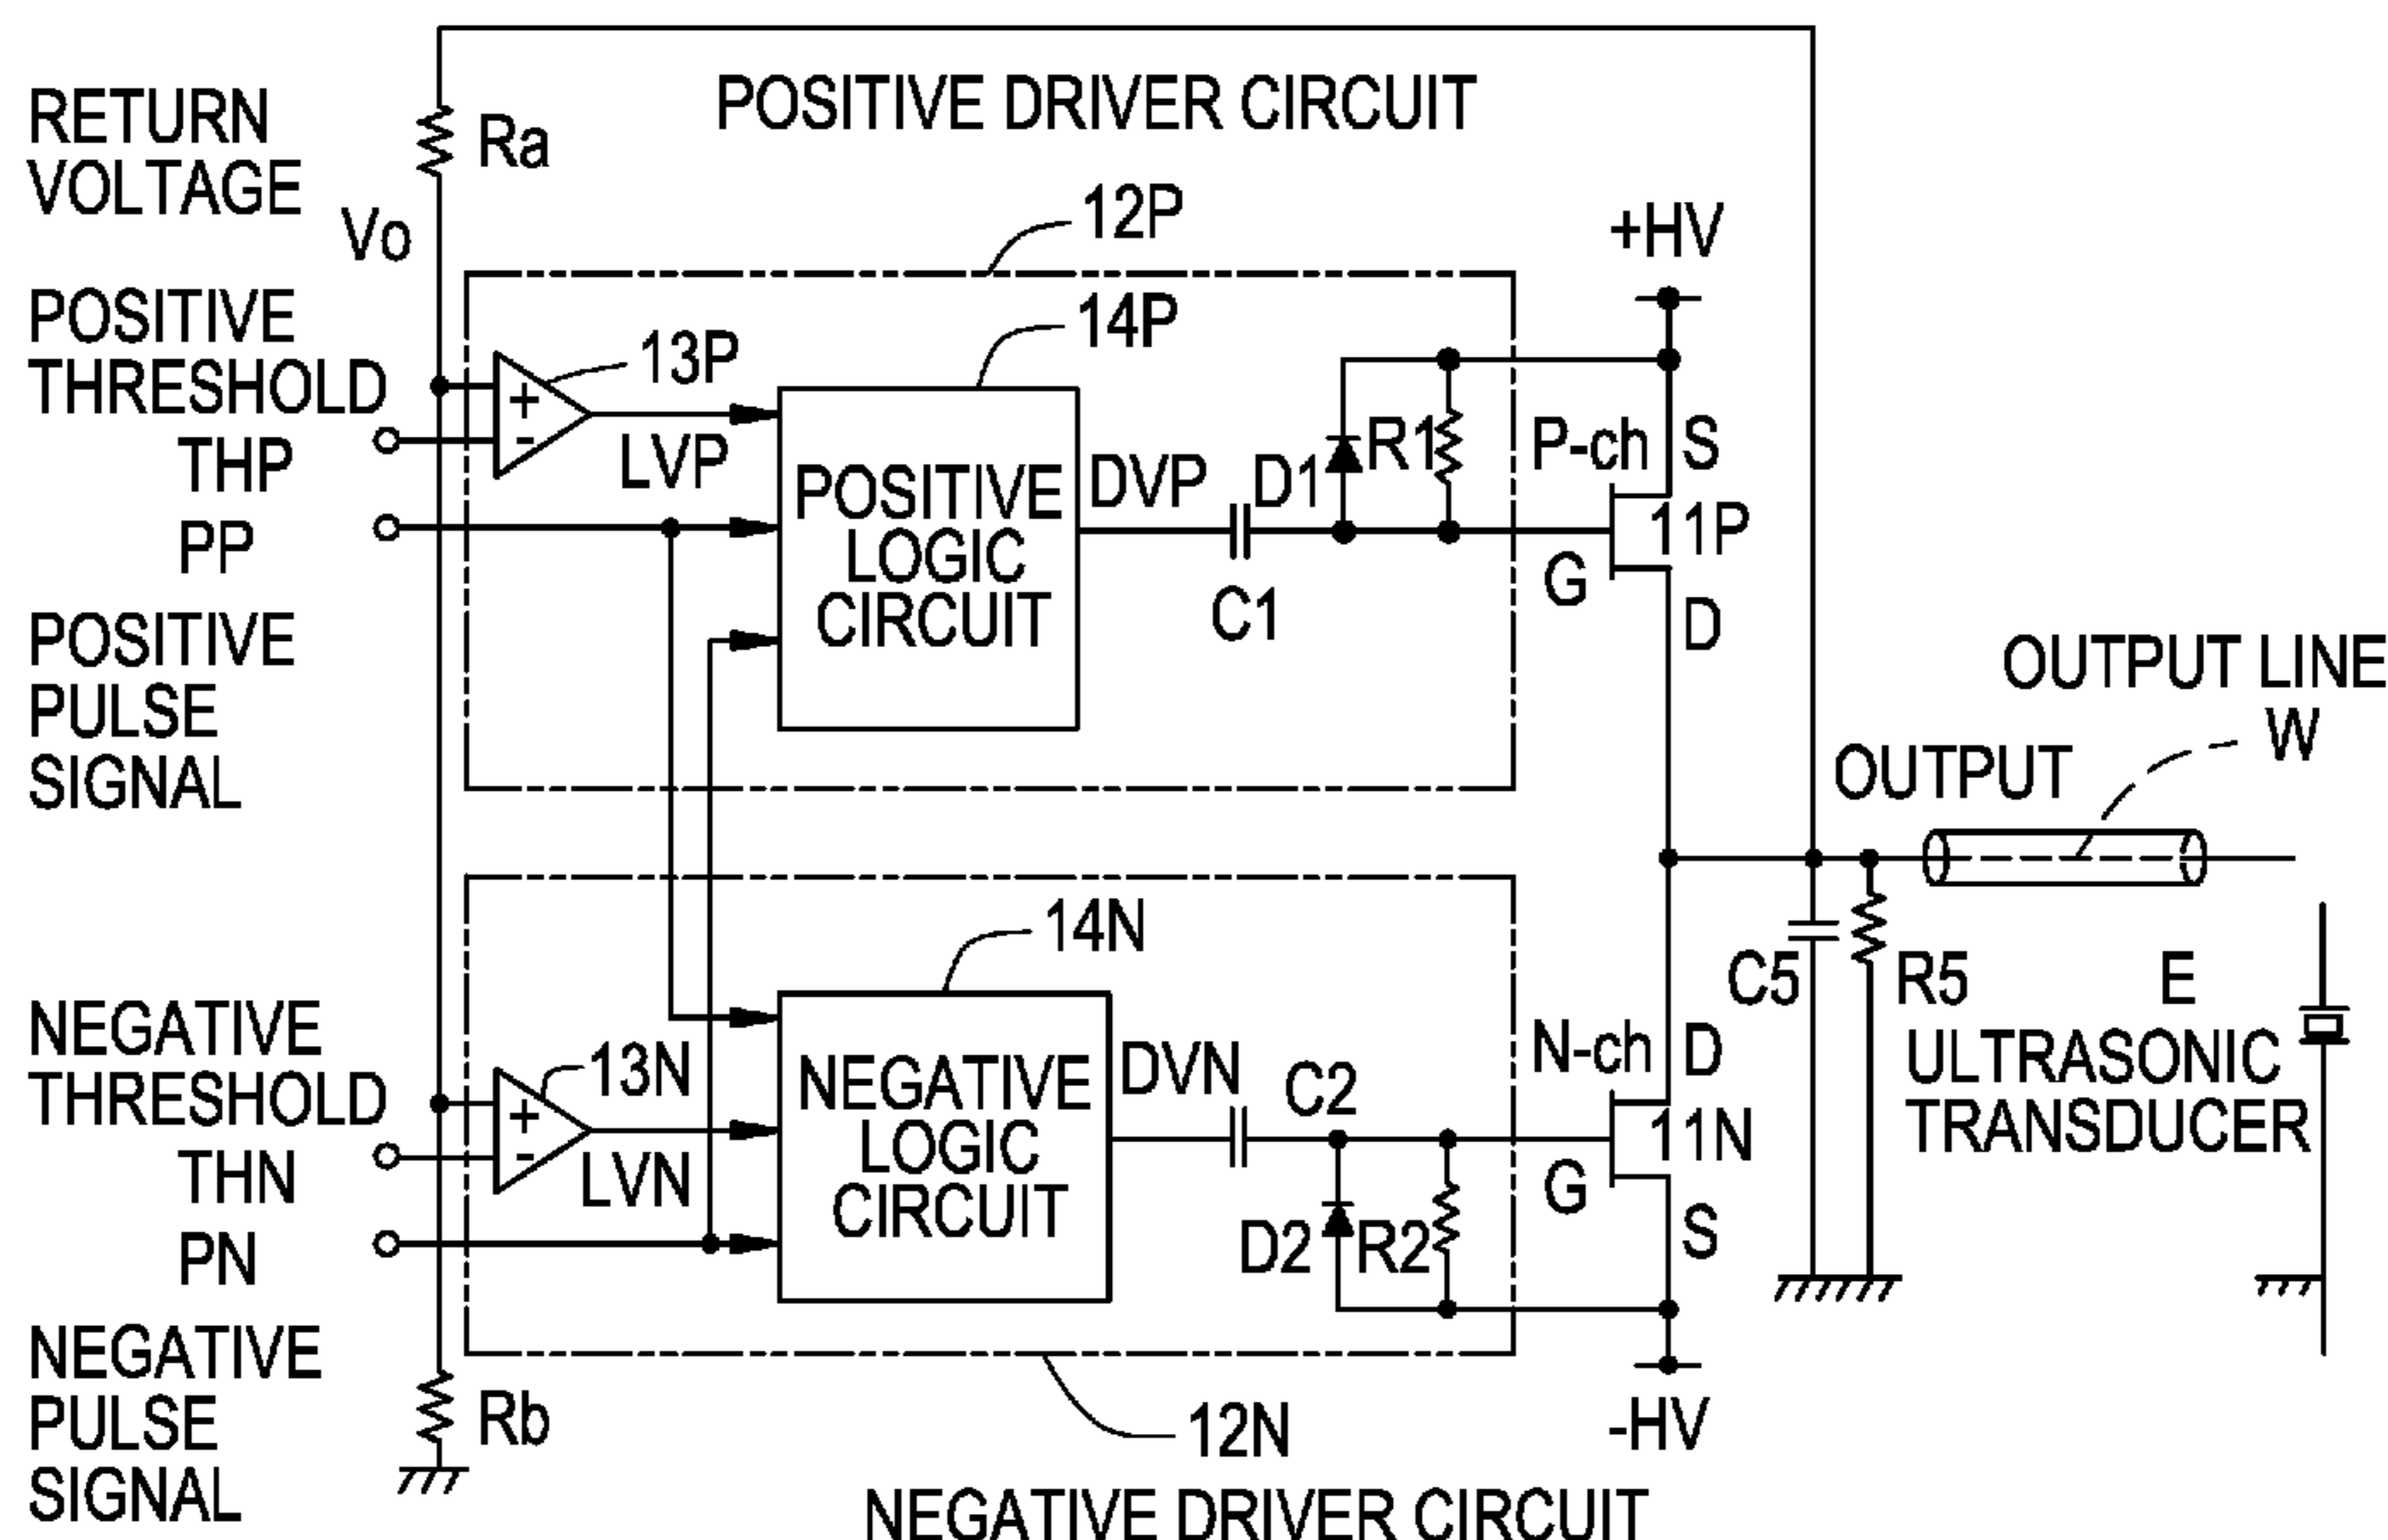 POSITIVE DRIVER CIRCUIT
RETURN
VOLTAGE
Ra
Vo
12P
+HV
POSITIVE
THRESHOLD
THP
13P
14P
+
-
LVP
PP
POSITIVE
LOGIC
CIRCUIT
DVP
D1
R1
P-ch
S
11P
G
D
C1
POSITIVE
PULSE
SIGNAL
OUTPUT LINE
W
OUTPUT
14N
C5
R5
E
ULTRASONIC
TRANSDUCER
NEGATIVE
THRESHOLD
THN
13N
+
-
LVN
PN
NEGATIVE
LOGIC
CIRCUIT
DVN
C2
N-ch
D
11N
G
S
D2
R2
NEGATIVE
PULSE
SIGNAL
Rb
12N
-HV
NEGATIVE DRIVER CIRCUIT